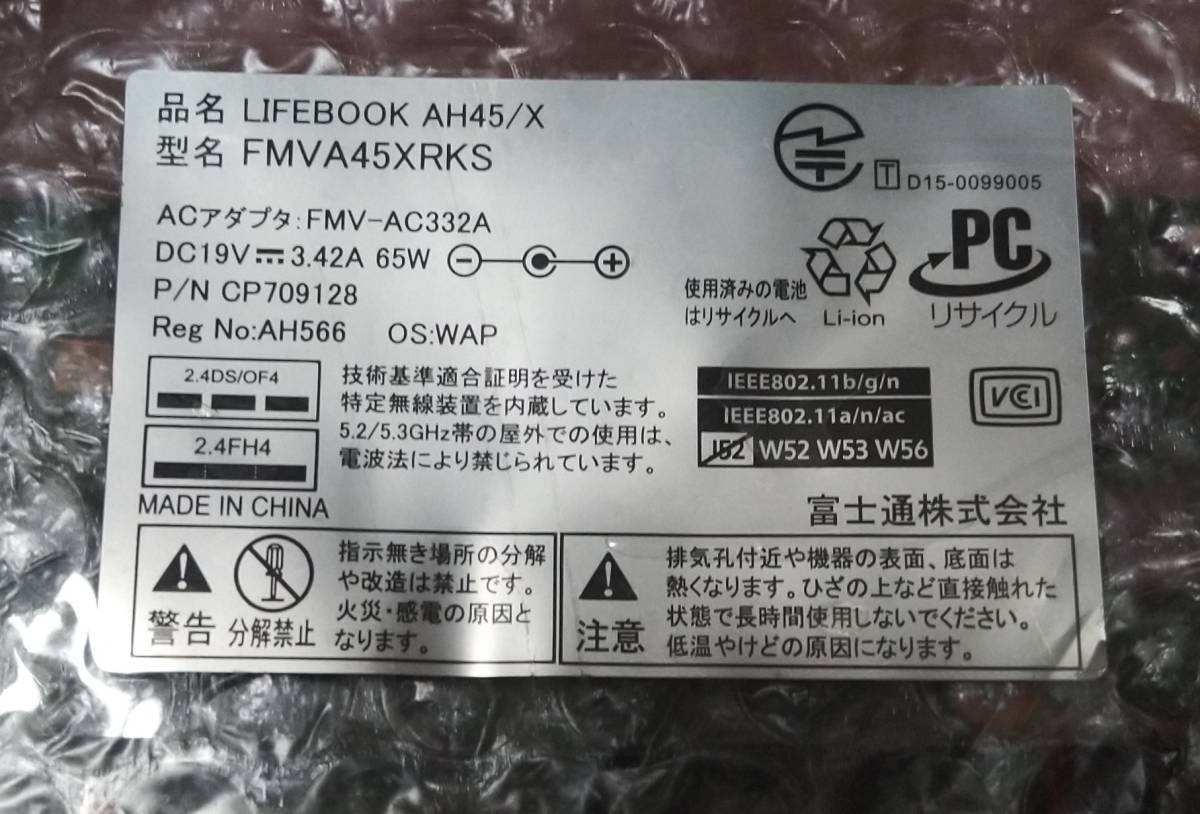 品名 LIFEBOOK AH45/X
型名 FMVA45XRKS
T D15-0099005
ACアダプタ:FMV-AC332A
DC19V⎓3.42A 65W
P/N CP709128
Reg No:AH566 OS:WAP
使用済みの電池
はリサイクルへ
Li-ion
PC
リサイクル
2.4DS/OF4
2.4FH4
技術基準適合証明を受けた
特定無線装置を内蔵しています。
5.2/5.3GHz帯の屋外での使用は、
電波法により禁じられています。
IEEE802.11b/g/n
IEEE802.11a/n/ac
J52 W52 W53 W56
VCCI
MADE IN CHINA
富士通株式会社
警告
分解禁止
指示無き場所の分解
や改造は禁止です。
火災・感電の原因と
なります。
注意
排気孔付近や機器の表面、底面は
熱くなります。ひざの上など直接触れた
状態で長時間使用しないでください。
低温やけどの原因になります。